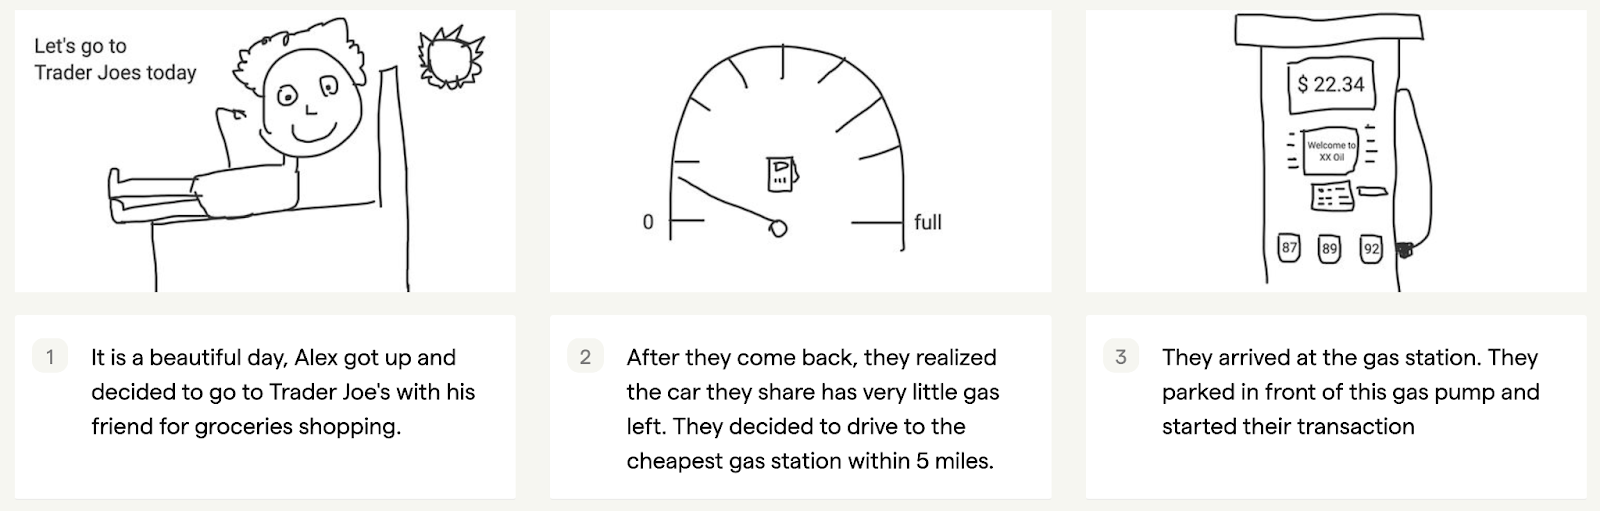 Let's go to
Trader Joes today
0
full
$ 22.34
Welcome to
XX Oil
87 89 92
1
It is a beautiful day, Alex got up and
decided to go to Trader Joe's with his
friend for groceries shopping.
2
After they come back, they realized
the car they share has very little gas
left. They decided to drive to the
cheapest gas station within 5 miles.
3
They arrived at the gas station. They
parked in front of this gas pump and
started their transaction